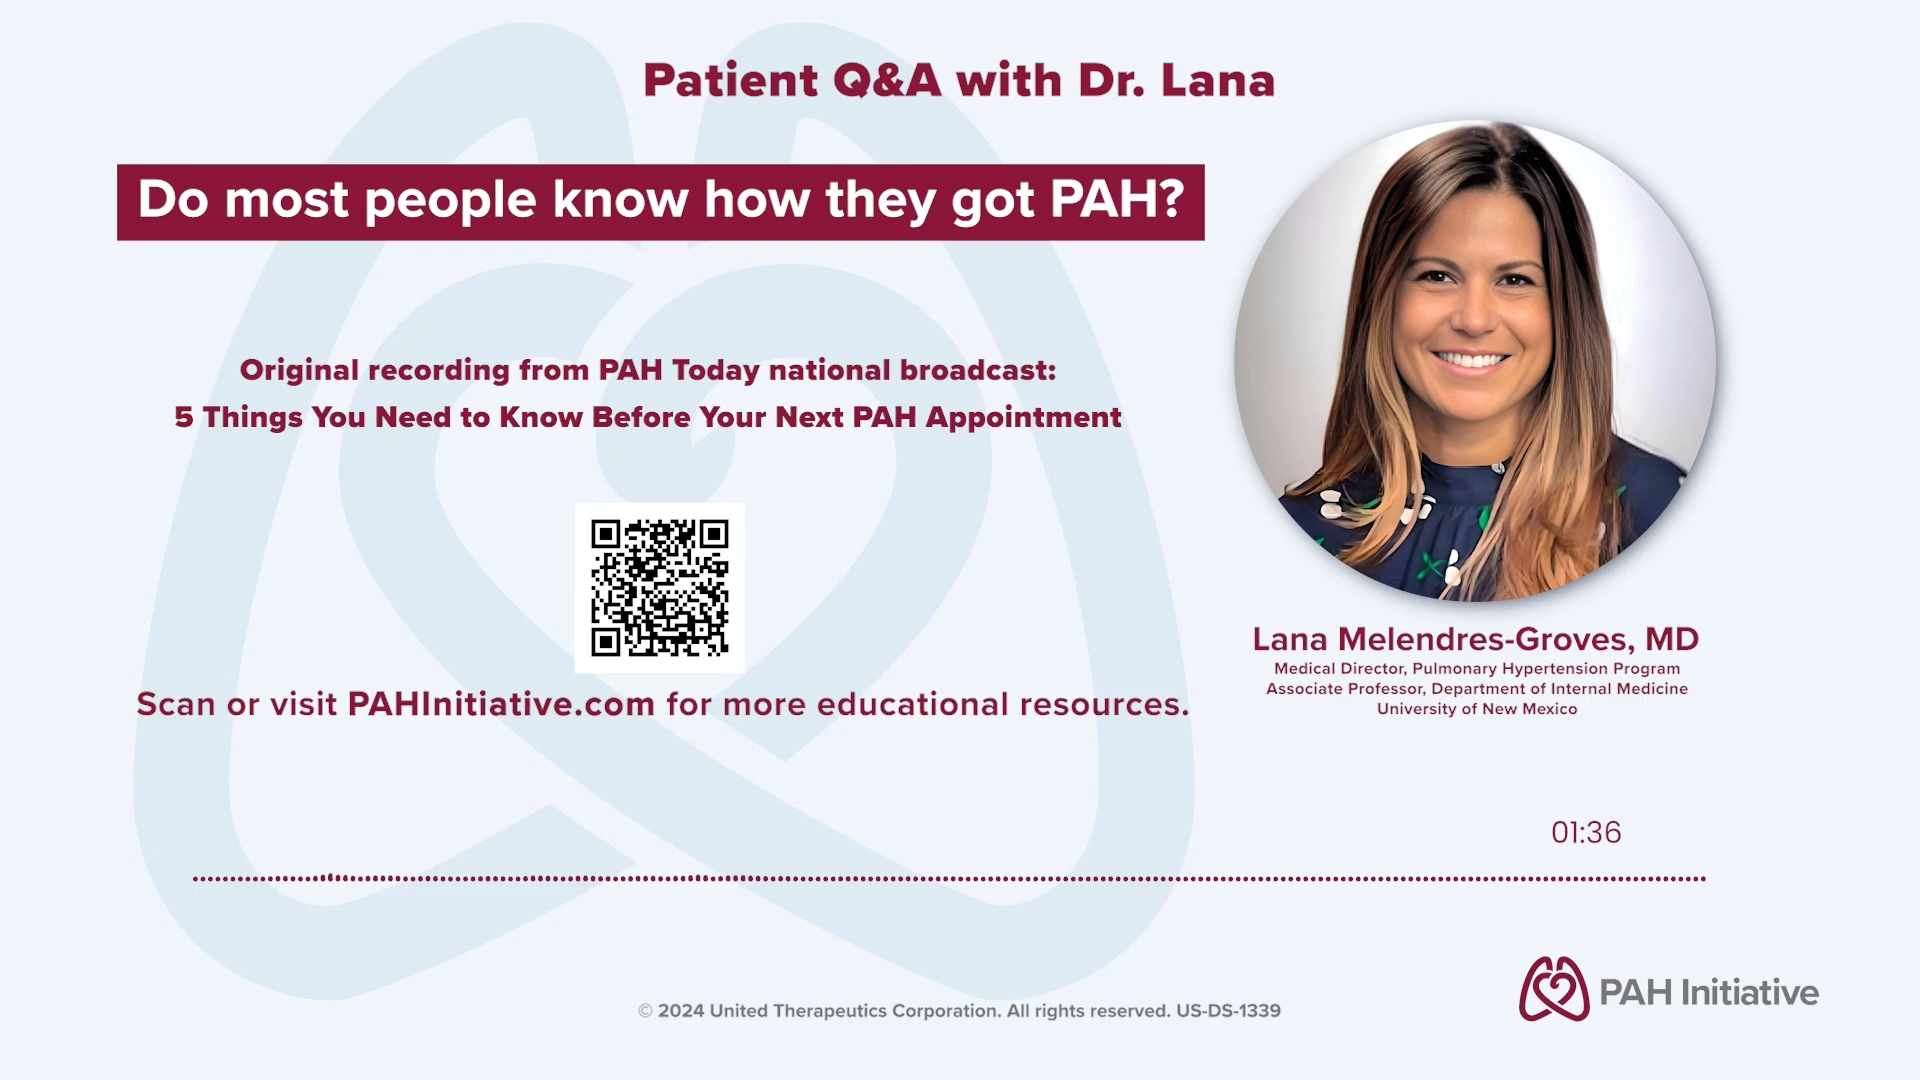 Patient Q&A with Dr. Lana
Do most people know how they got PAH?
Original recording from PAH Today national broadcast:
5 Things You Need to Know Before Your Next PAH Appointment
Scan or visit PAHInitiative.com for more educational resources.
Lana Melendres-Groves, MD
Medical Director, Pulmonary Hypertension Program
Associate Professor, Department of Internal Medicine
University of New Mexico
01:36
PAH Initiative
© 2024 United Therapeutics Corporation. All rights reserved. US-DS-1339